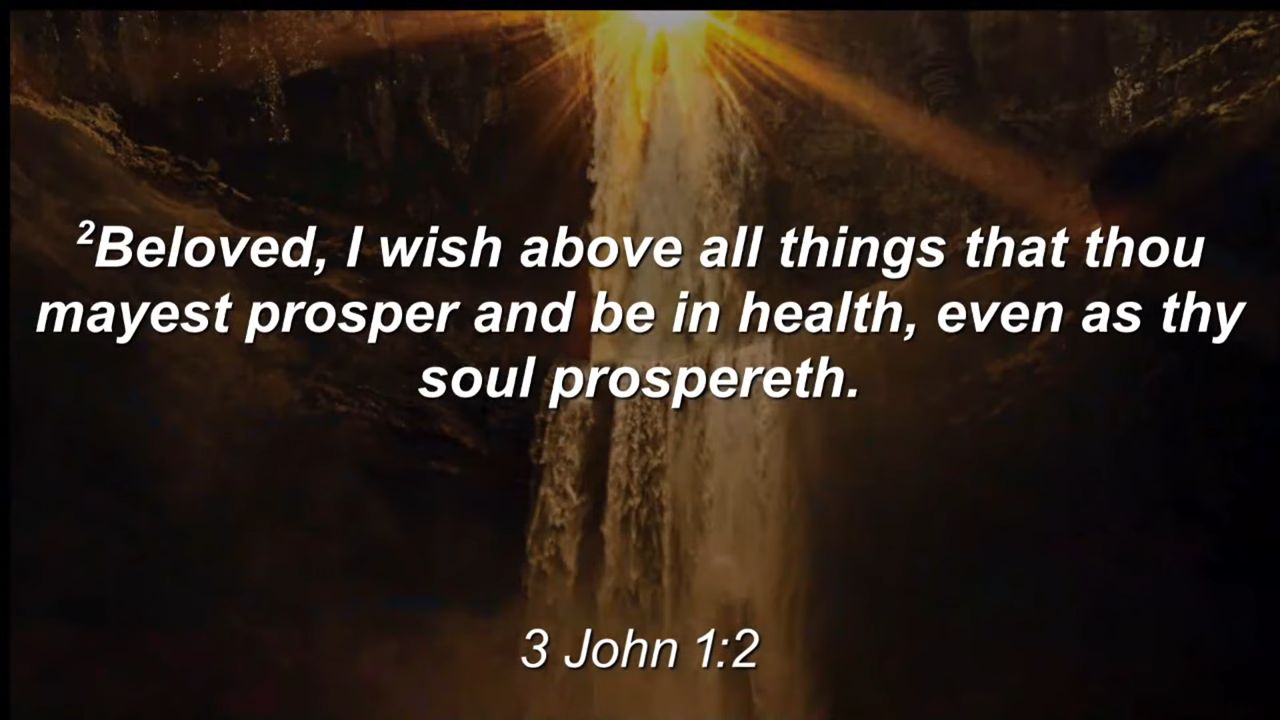 ²Beloved, I wish above all things that thou
mayest prosper and be in health, even as thy
soul prospereth.
3 John 1:2